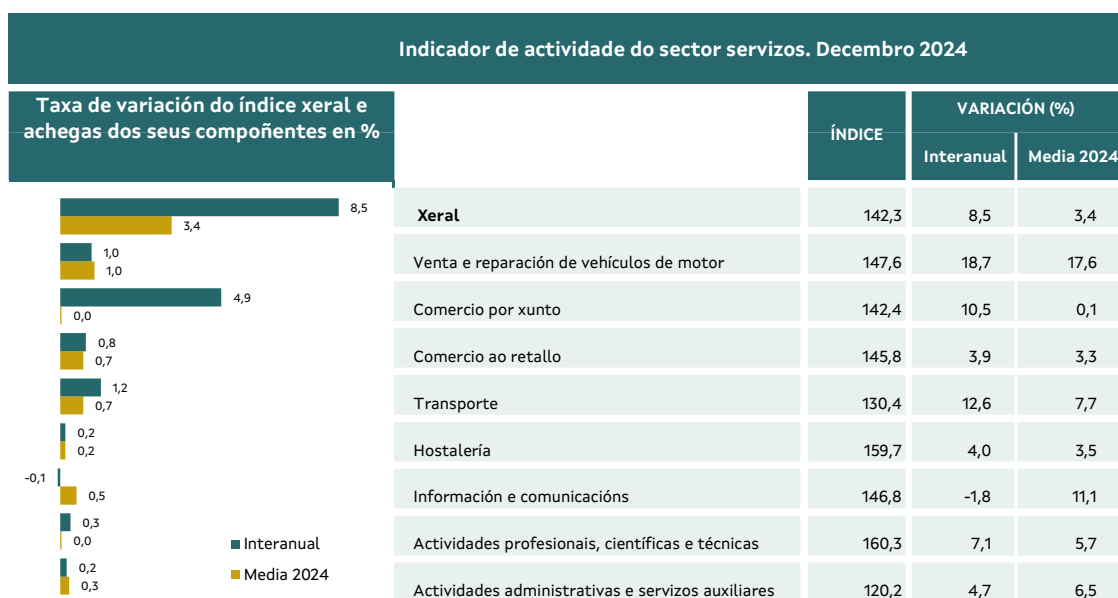 Indicador de actividade do sector servizos. Decembro 2024
Taxa de variación do índice xeral e
achegas dos seus compoñentes en %
ÍNDICE
VARIACIÓN (%)
Interanual
Media 2024
8,5
3,4
Xeral 142,3 8,5 3,4
1,0
1,0
Venta e reparación de vehículos de motor 147,6 18,7 17,6
4,9
0,0
Comercio por xunto 142,4 10,5 0,1
0,8
0,7
Comercio ao retallo 145,8 3,9 3,3
1,2
0,7
Transporte 130,4 12,6 7,7
0,2
0,2
Hostalería 159,7 4,0 3,5
-0,1
0,5
Información e comunicacións 146,8 -1,8 11,1
0,3
0,0
Actividades profesionais, científicas e técnicas 160,3 7,1 5,7
0,2
0,3
Actividades administrativas e servizos auxiliares 120,2 4,7 6,5
Interanual
Media 2024